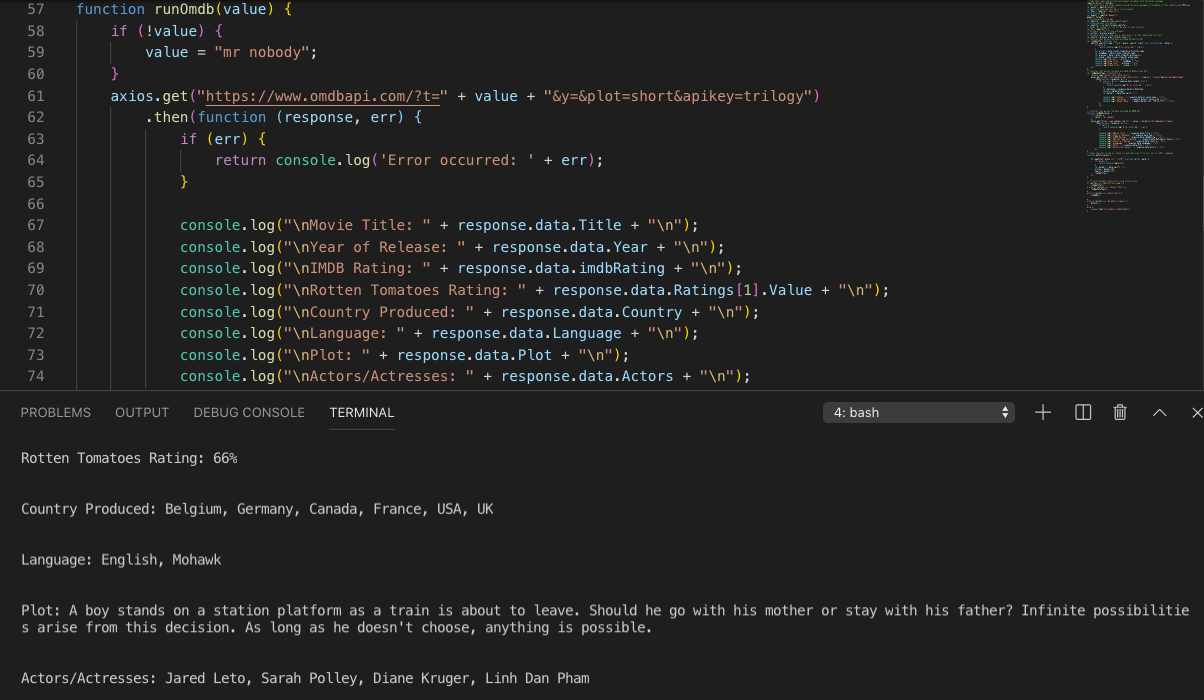 57 function runOmdb(value) {
58 if (!value) {
59 value = "mr nobody";
60 }
61 axios.get("https://www.omdbapi.com/?t=" + value + "&y=&plot=short&apikey=trilogy")
62 .then(function (response, err) {
63 if (err) {
64 return console.log('Error occurred: ' + err);
65 }
66
67 console.log("\nMovie Title: " + response.data.Title + "\n");
68 console.log("\nYear of Release: " + response.data.Year + "\n");
69 console.log("\nIMDB Rating: " + response.data.imdbRating + "\n");
70 console.log("\nRotten Tomatoes Rating: " + response.data.Ratings[1].Value + "\n");
71 console.log("\nCountry Produced: " + response.data.Country + "\n");
72 console.log("\nLanguage: " + response.data.Language + "\n");
73 console.log("\nPlot: " + response.data.Plot + "\n");
74 console.log("\nActors/Actresses: " + response.data.Actors + "\n");
PROBLEMS OUTPUT DEBUG CONSOLE TERMINAL 4: bash
Rotten Tomatoes Rating: 66%
Country Produced: Belgium, Germany, Canada, France, USA, UK
Language: English, Mohawk
Plot: A boy stands on a station platform as a train is about to leave. Should he go with his mother or stay with his father? Infinite possibilitie
s arise from this decision. As long as he doesn't choose, anything is possible.
Actors/Actresses: Jared Leto, Sarah Polley, Diane Kruger, Linh Dan Pham